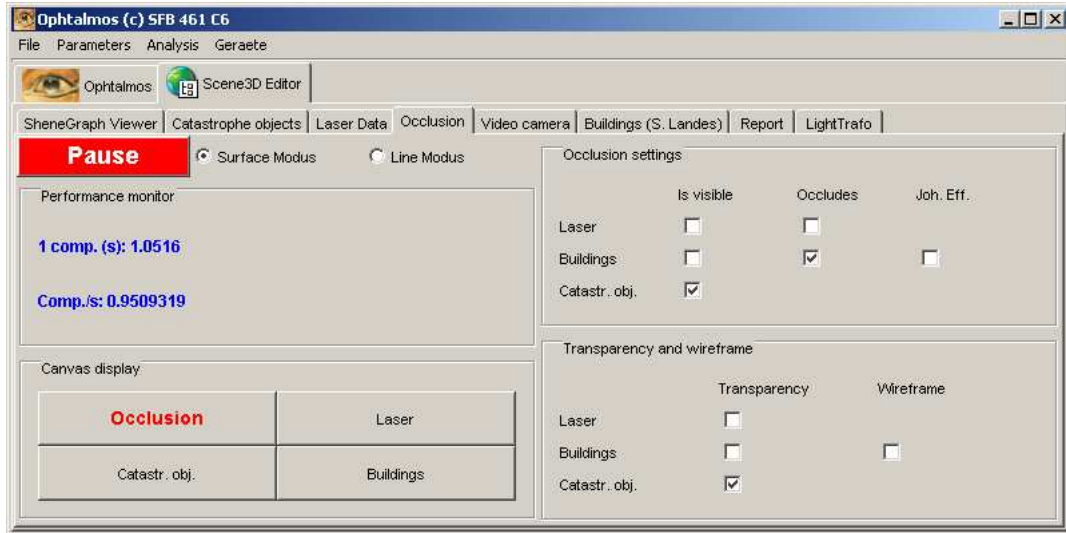 Ophtalmos (c) SFB 461 C6
File Parameters Analysis Geraete
Ophtalmos Scene3D Editor
SheneGraph Viewer Catastrophe objects Laser Data Occlusion Video camera Buildings (S. Landes) Report LightTrafo
Pause Surface Modus Line Modus
Performance monitor
1 comp. (s): 1.0516
Comp./s: 0.9509319
Canvas display
Occlusion Laser
Catastr. obj. Buildings
Occlusion settings
Is visible Occludes Joh. Eff.
Laser
Buildings
Catastr. obj.
Transparency and wireframe
Transparency Wireframe
Laser
Buildings
Catastr. obj.